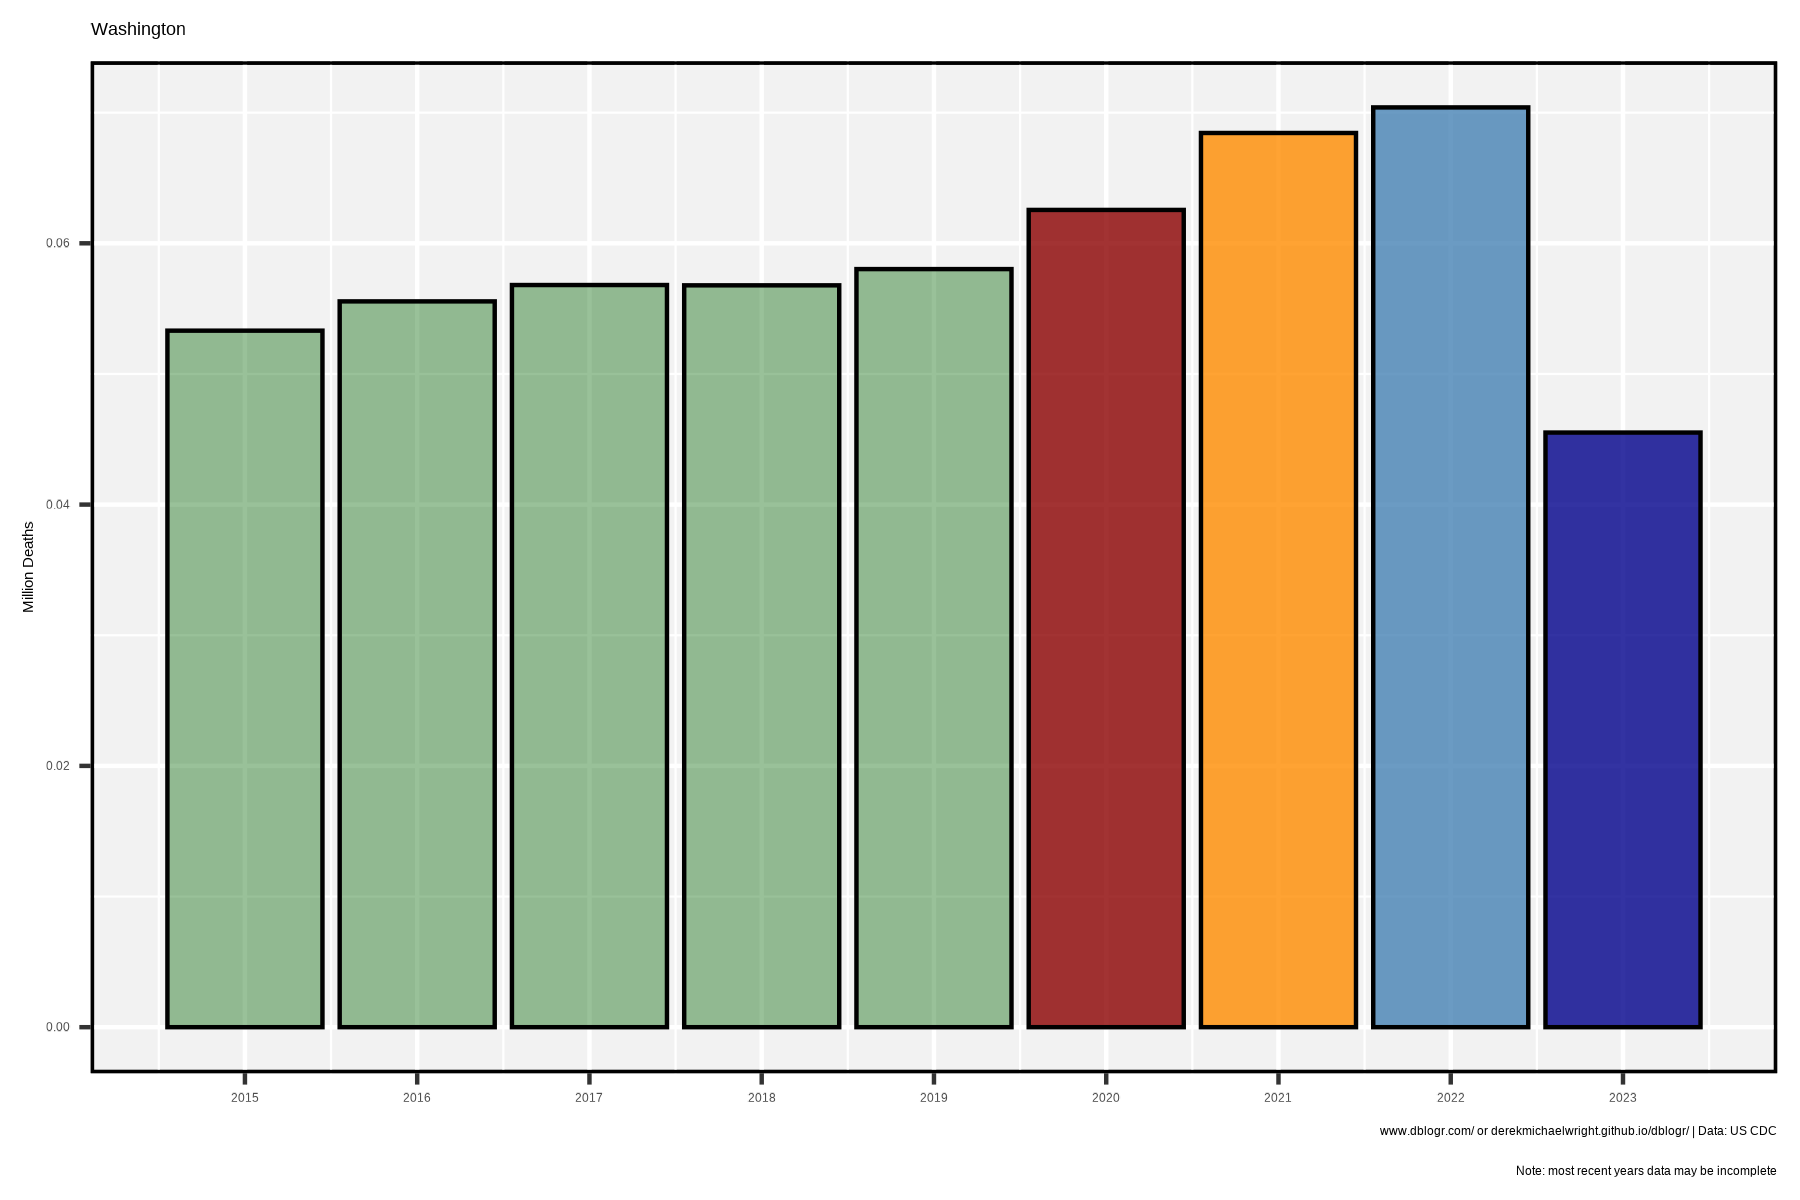 Washington
Million Deaths
0.06
0.04
0.02
0.00
2015 2016 2017 2018 2019 2020 2021 2022 2023
www.dblogr.com/ or derekmichaelwright.github.io/dblogr/ | Data: US CDC
Note: most recent years data may be incomplete